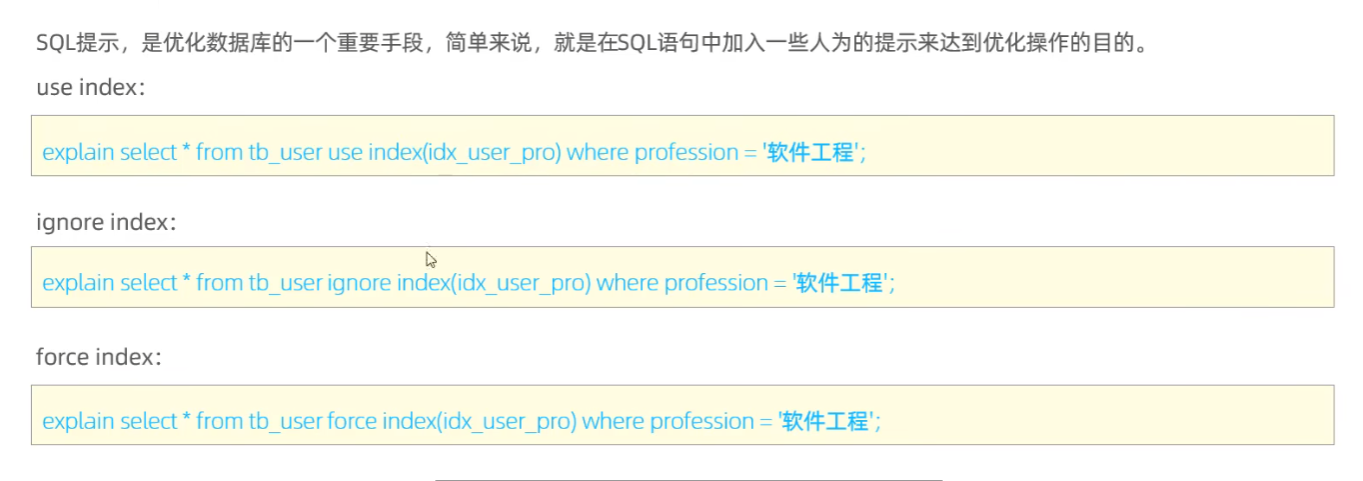 SQL提示，是优化数据库的一个重要手段，简单来说，就是在SQL语句中加入一些人为的提示来达到优化操作的目的。
use index：
explain select * from tb_user use index(idx_user_pro) where profession = '软件工程';
ignore index：
explain select * from tb_user ignore index(idx_user_pro) where profession = '软件工程';
force index：
explain select * from tb_user force index(idx_user_pro) where profession = '软件工程';